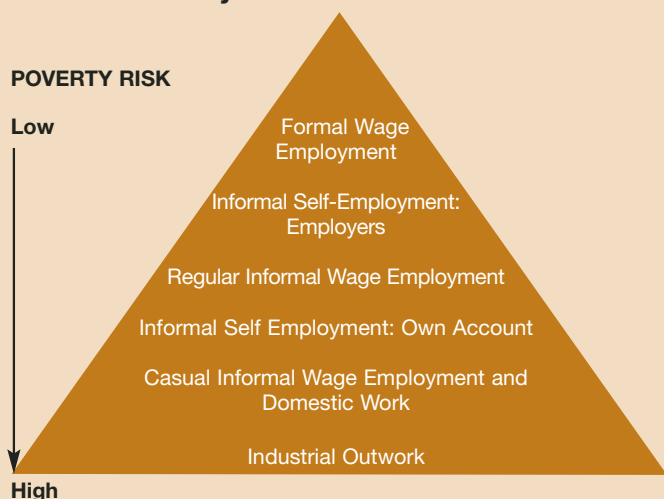 POVERTY RISK
Low
Formal Wage
Employment
Informal Self-Employment:
Employers
Regular Informal Wage Employment
Informal Self Employment: Own Account
Casual Informal Wage Employment and
Domestic Work
Industrial Outwork
High